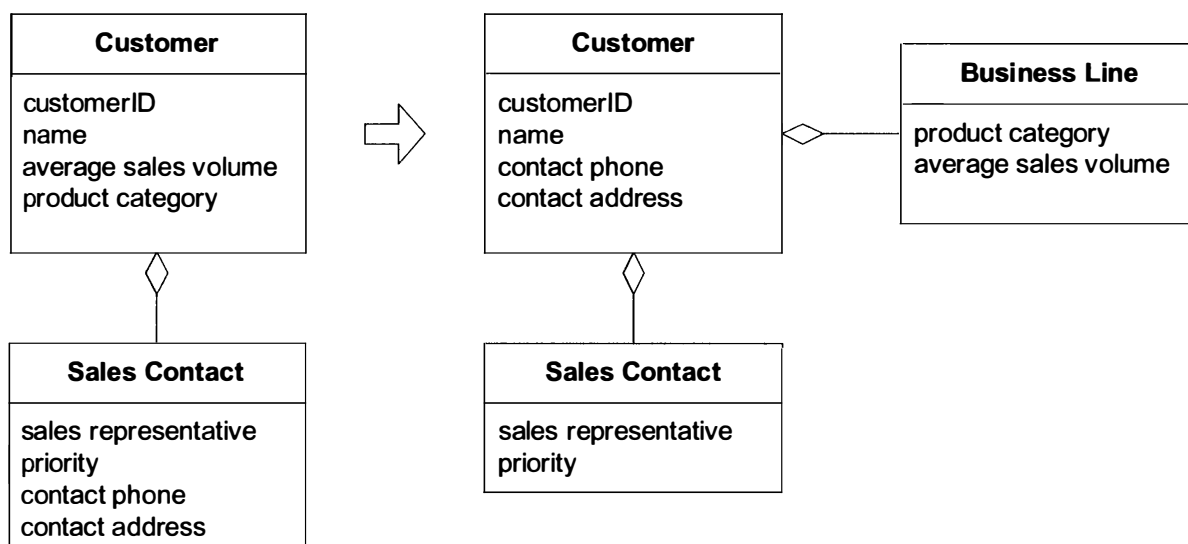 Customer
customerID
name
average sales volume
product category
Sales Contact
sales representative
priority
contact phone
contact address
Customer
customerID
name
contact phone
contact address
Sales Contact
sales representative
priority
Business Line
product category
average sales volume